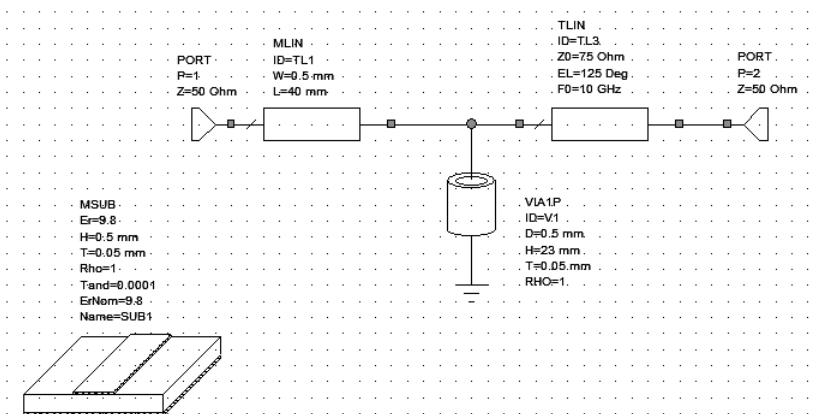 PORT
P=1
Z=50 Ohm
MLIN
ID=TL1
W=0.5 mm
L=40 mm
TLIN
ID=TL3
Z0=75 Ohm
EL=125 Deg
F0=10 GHz
PORT
P=2
Z=50 Ohm
MSUB
Er=9.8
H=0.5 mm
T=0.05 mm
Rho=1
Tand=0.0001
ErNom=9.8
Name=SUB1
VIA1P
ID=V1
D=0.5 mm
H=23 mm
T=0.05 mm
RHO=1